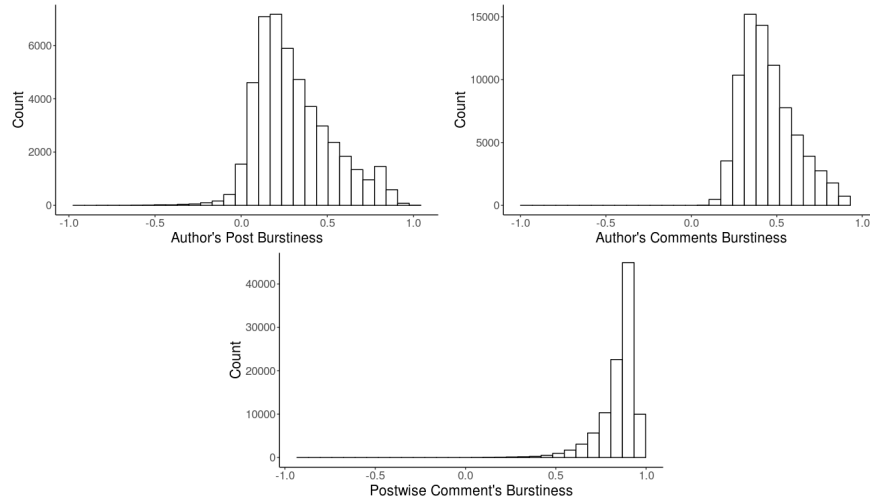 6000
4000
2000
0
Count
-1.0 -0.5 0.0 0.5 1.0
Author's Post Burstiness
15000
10000
5000
0
Count
-1.0 -0.5 0.0 0.5 1.0
Author's Comments Burstiness
40000
30000
20000
10000
0
Count
-1.0 -0.5 0.0 0.5 1.0
Postwise Comment's Burstiness